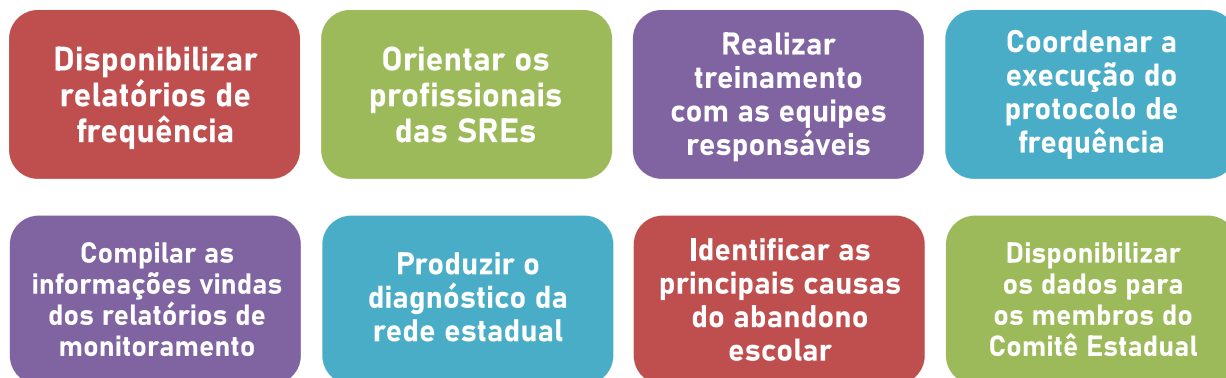 Disponibilizar
relatórios de
frequência
Orientar os
profissionais
das SREs
Realizar
treinamento
com as equipes
responsáveis
Coordenar a
execução do
protocolo de
frequência
Compilar as
informações vindas
dos relatórios de
monitoramento
Produzir o
diagnóstico da
rede estadual
Identificar as
principais causas
do abandono
escolar
Disponibilizar
os dados para
os membros do
Comitê Estadual